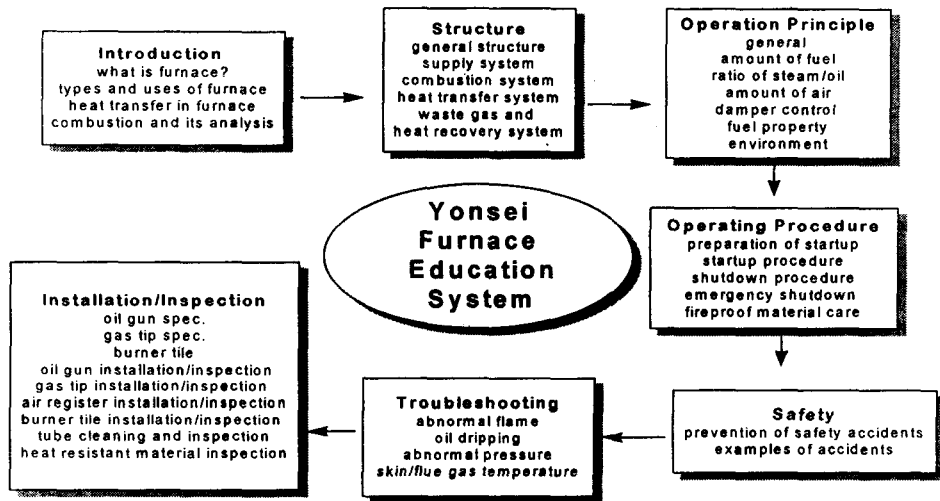 Introduction
what is furnace?
types and uses of furnace
heat transfer in furnace
combustion and its analysis
Structure
general structure
supply system
combustion system
heat transfer system
waste gas and
heat recovery system
Operation Principle
general
amount of fuel
ratio of steam/oil
amount of air
damper control
fuel property
environment
Operating Procedure
preparation of startup
startup procedure
shutdown procedure
emergency shutdown
fireproof material care
Safety
prevention of safety accidents
examples of accidents
Troubleshooting
abnormal flame
oil dripping
abnormal pressure
skin/flue gas temperature
Installation/Inspection
oil gun spec.
gas tip spec.
burner tile
oil gun installation/inspection
gas tip installation/inspection
air register installation/inspection
burner tile installation/inspection
tube cleaning and inspection
heat resistant material inspection
Yonsei
Furnace
Education
System